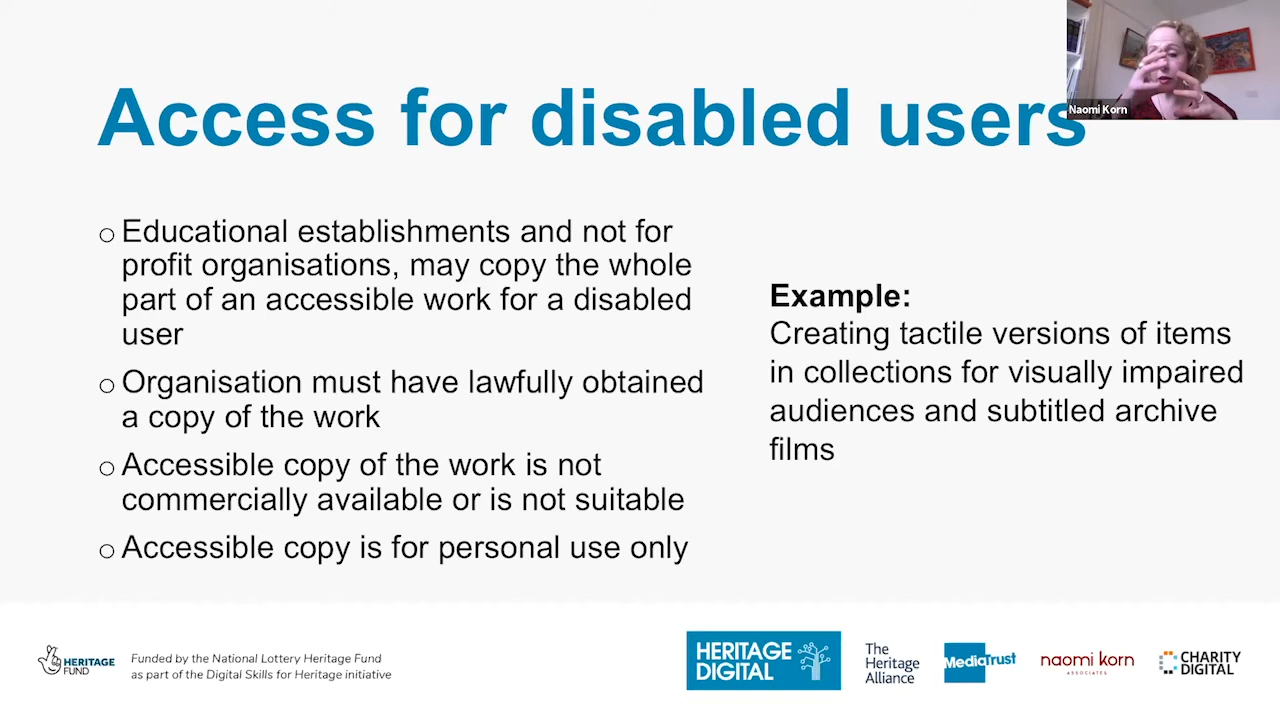 Access for disabled users
Naomi Korn
o Educational establishments and not for
profit organisations, may copy the whole
part of an accessible work for a disabled
user
o Organisation must have lawfully obtained
a copy of the work
o Accessible copy of the work is not
commercially available or is not suitable
o Accessible copy is for personal use only
Example:
Creating tactile versions of items
in collections for visually impaired
audiences and subtitled archive
films
HERITAGE
FUND
Funded by the National Lottery Heritage Fund
as part of the Digital Skills for Heritage initiative
HERITAGE
DIGITAL
The
Heritage
Alliance
MediaTrust
naomi korn
ASSOCIATES
CHARITY
DIGITAL